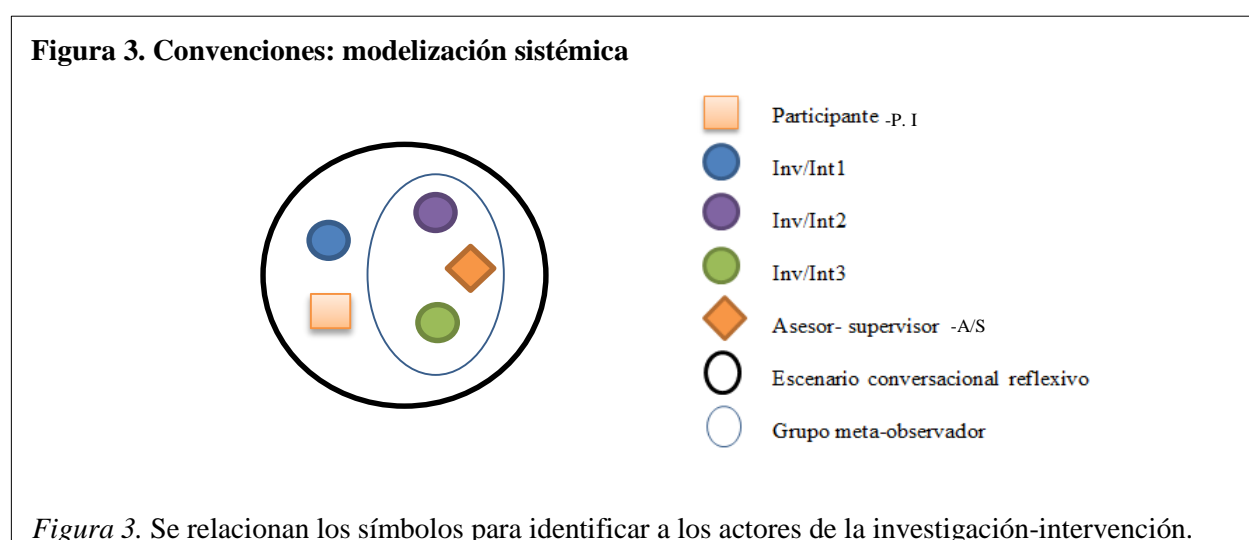 Figura 3. Convenciones: modelización sistémica
Participante -P. I
Inv/Int1
Inv/Int2
Inv/Int3
Asesor- supervisor -A/S
Escenario conversacional reflexivo
Grupo meta-observador
Figura 3. Se relacionan los símbolos para identificar a los actores de la investigación-intervención.